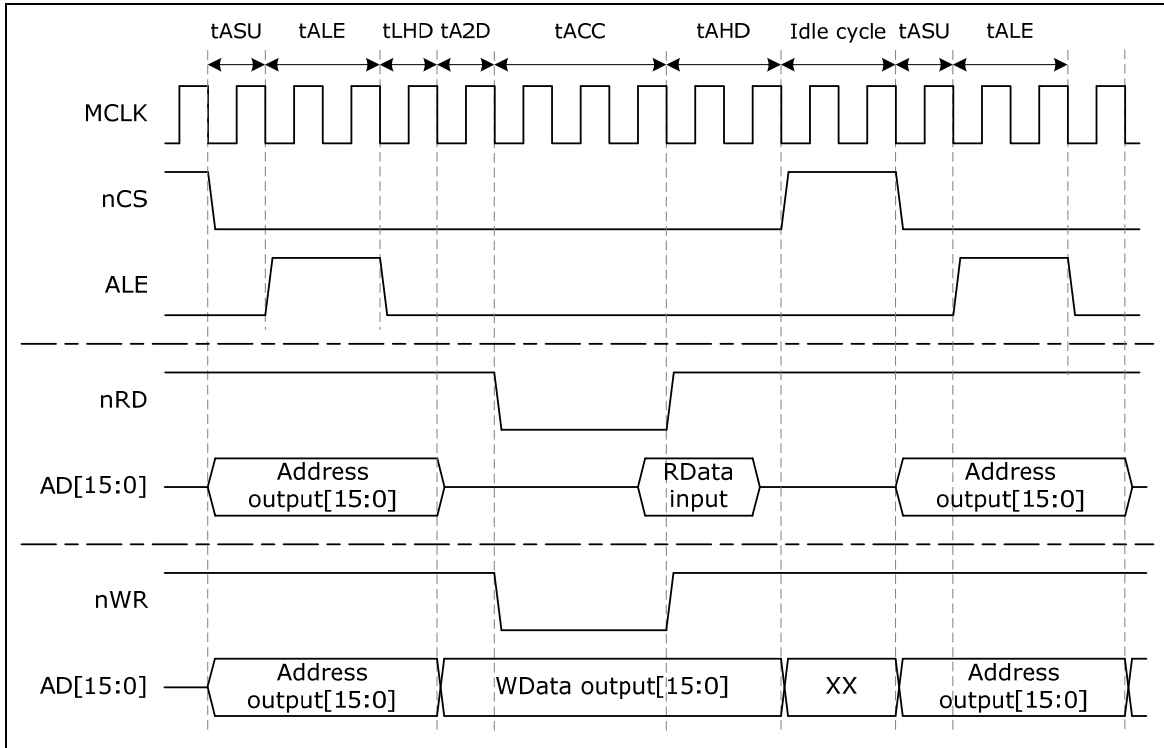 tASU tALE tLHD tA2D tACC tAHD Idle cycle tASU tALE
MCLK
nCS
ALE
nRD
AD[15:0]
Address
output[15:0]
RData
input
Address
output[15:0]
nWR
AD[15:0]
Address
output[15:0]
WData output[15:0]
XX
Address
output[15:0]